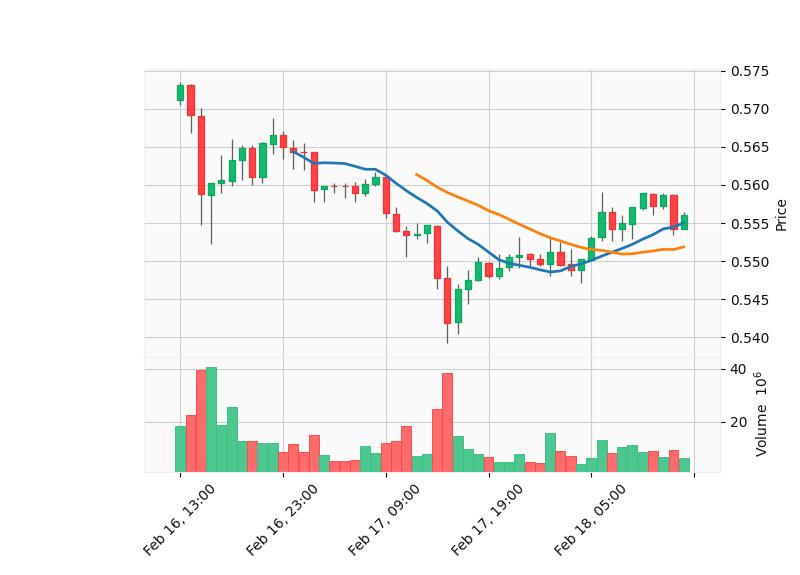 0.575
0.570
0.565
0.560
0.555
0.550
0.545
0.540
Price
40
20
Volume 10^6
Feb 16, 13:00
Feb 16, 23:00
Feb 17, 09:00
Feb 17, 19:00
Feb 18, 05:00